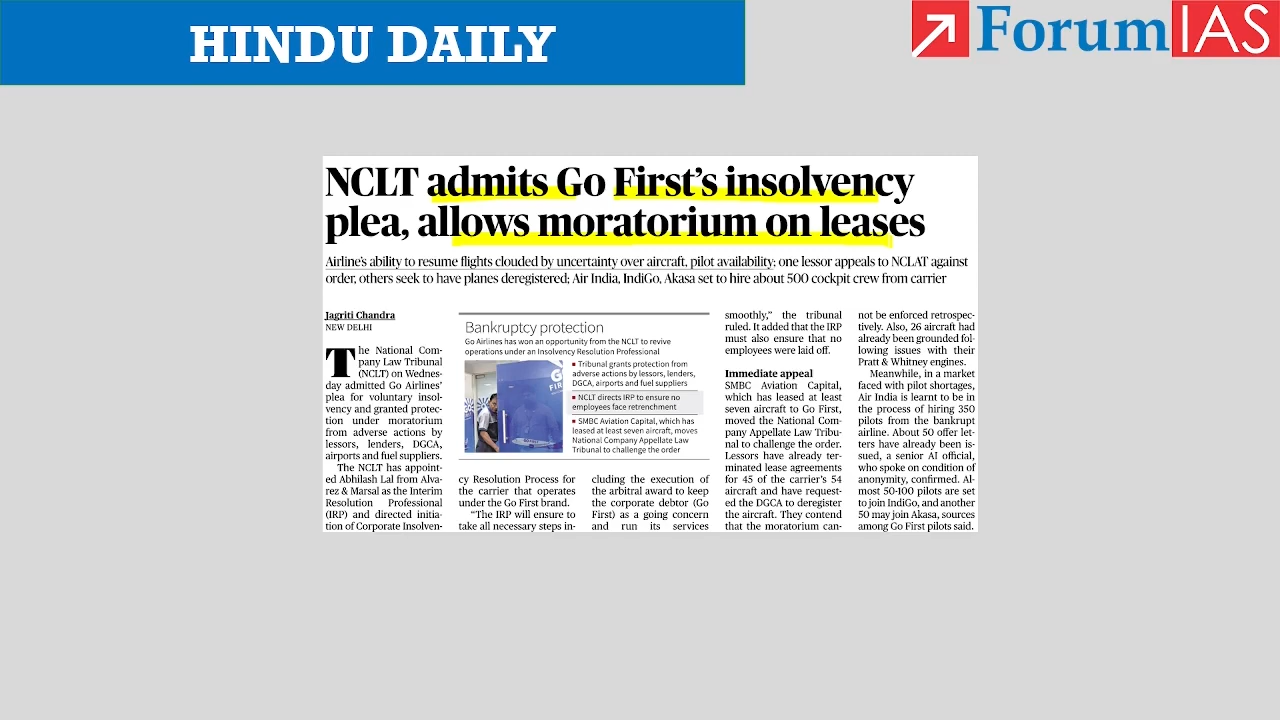 HINDU DAILY
ForumIAS
NCLT admits Go First's insolvency
plea, allows moratorium on leases
Airline's ability to resume flights clouded by uncertainty over aircraft, pilot availability; one lessor appeals to NCLAT against
order, others seek to have planes deregistered; Air India, IndiGo, Akasa set to hire about 500 cockpit crew from carrier
Jagriti Chandra
NEW DELHI
The National Com-
pany Law Tribunal
(NCLT) on Wednes-
day admitted Go Airlines'
plea for voluntary insol-
vency and granted protec-
tion under moratorium
from adverse actions by
lessors, lenders, DGCA,
airports and fuel suppliers.
The NCLT has appoint-
ed Abhilash Lal from Alva-
rez & Marsal as the Interim
Resolution Professional
(IRP) and directed initia-
tion of Corporate Insolven-
Bankruptcy protection
Go Airlines has won an opportunity from the NCLT to revive
operations under an Insolvency Resolution Professional
G
FIR
■ Tribunal grants protection from
adverse actions by lessors, lenders,
DGCA, airports and fuel suppliers
■ NCLT directs IRP to ensure no
employees face retrenchment
■ SMBC Aviation Capital, which has
leased at least seven aircraft, moves
National Company Appellate Law
Tribunal to challenge the order
cy Resolution Process for
the carrier that operates
under the Go First brand.
"The IRP will ensure to
take all necessary steps in-
cluding the execution of
the arbitral award to keep
the corporate debtor (Go
First) as a going concern
and run its services
smoothly," the tribunal
ruled. It added that the IRP
must also ensure that no
employees were laid off.
Immediate appeal
SMBC Aviation Capital,
which has leased at least
seven aircraft to Go First,
moved the National Com-
pany Appellate Law Tribu-
nal to challenge the order.
Lessors have already ter-
minated lease agreements
for 45 of the carrier's 54
aircraft and have request-
ed the DGCA to deregister
the aircraft. They contend
that the moratorium can-
not be enforced retrospec-
tively. Also, 26 aircraft had
already been grounded fol-
lowing issues with their
Pratt & Whitney engines.
Meanwhile, in a market
faced with pilot shortages,
Air India is learnt to be in
the process of hiring 350
pilots from the bankrupt
airline. About 50 offer let-
ters have already been is-
sued, a senior AI official,
who spoke on condition of
anonymity, confirmed. Al-
most 50-100 pilots are set
to join IndiGo, and another
50 may join Akasa, sources
among Go First pilots said.